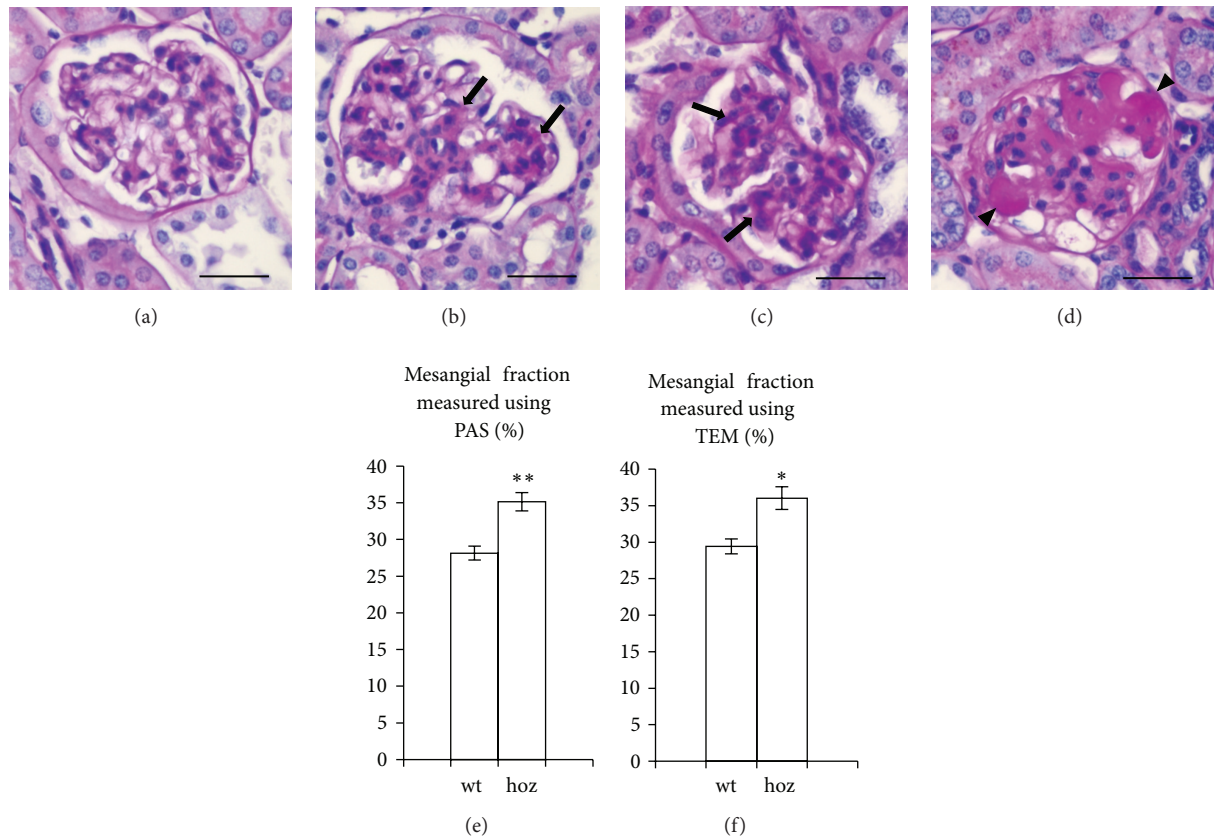 (a)
(b)
(c)
(d)
Mesangial fraction
measured using
PAS (%)
40
35
30
25
20
15
10
5
0
**
wt hoz
(e)
Mesangial fraction
measured using
TEM (%)
40
35
30
25
20
15
10
5
0
*
wt hoz
(f)